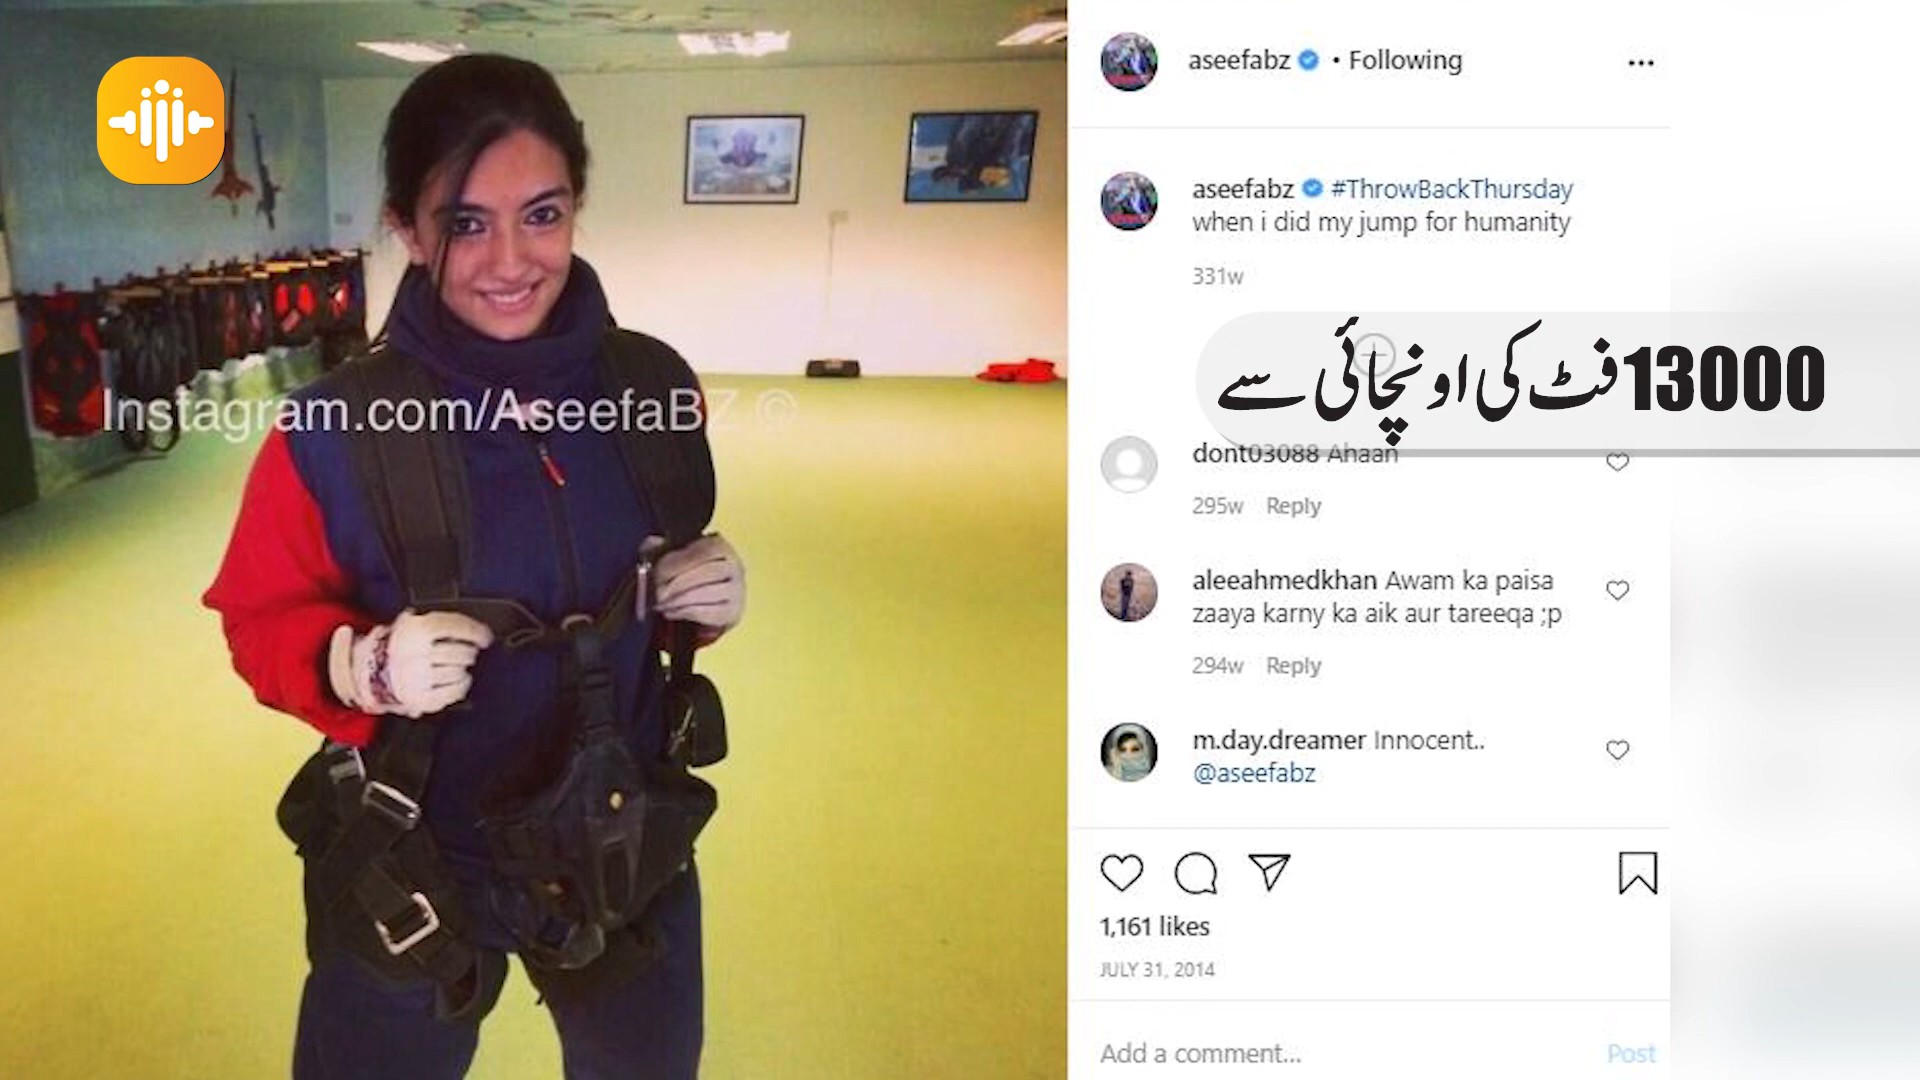 Instagram.com/AseefaBZ ©
aseefabz • Following
aseefabz #ThrowBackThursday
when i did my jump for humanity
331w
13000 فٹ کی اونچائی سے
dont03088 Ahaan
295w Reply
aleeahmedkhan Awam ka paisa
zaaya karny ka aik aur tareeqa ;p
294w Reply
m.day.dreamer Innocent..
@aseefabz
1,161 likes
JULY 31, 2014
Add a comment...
Post